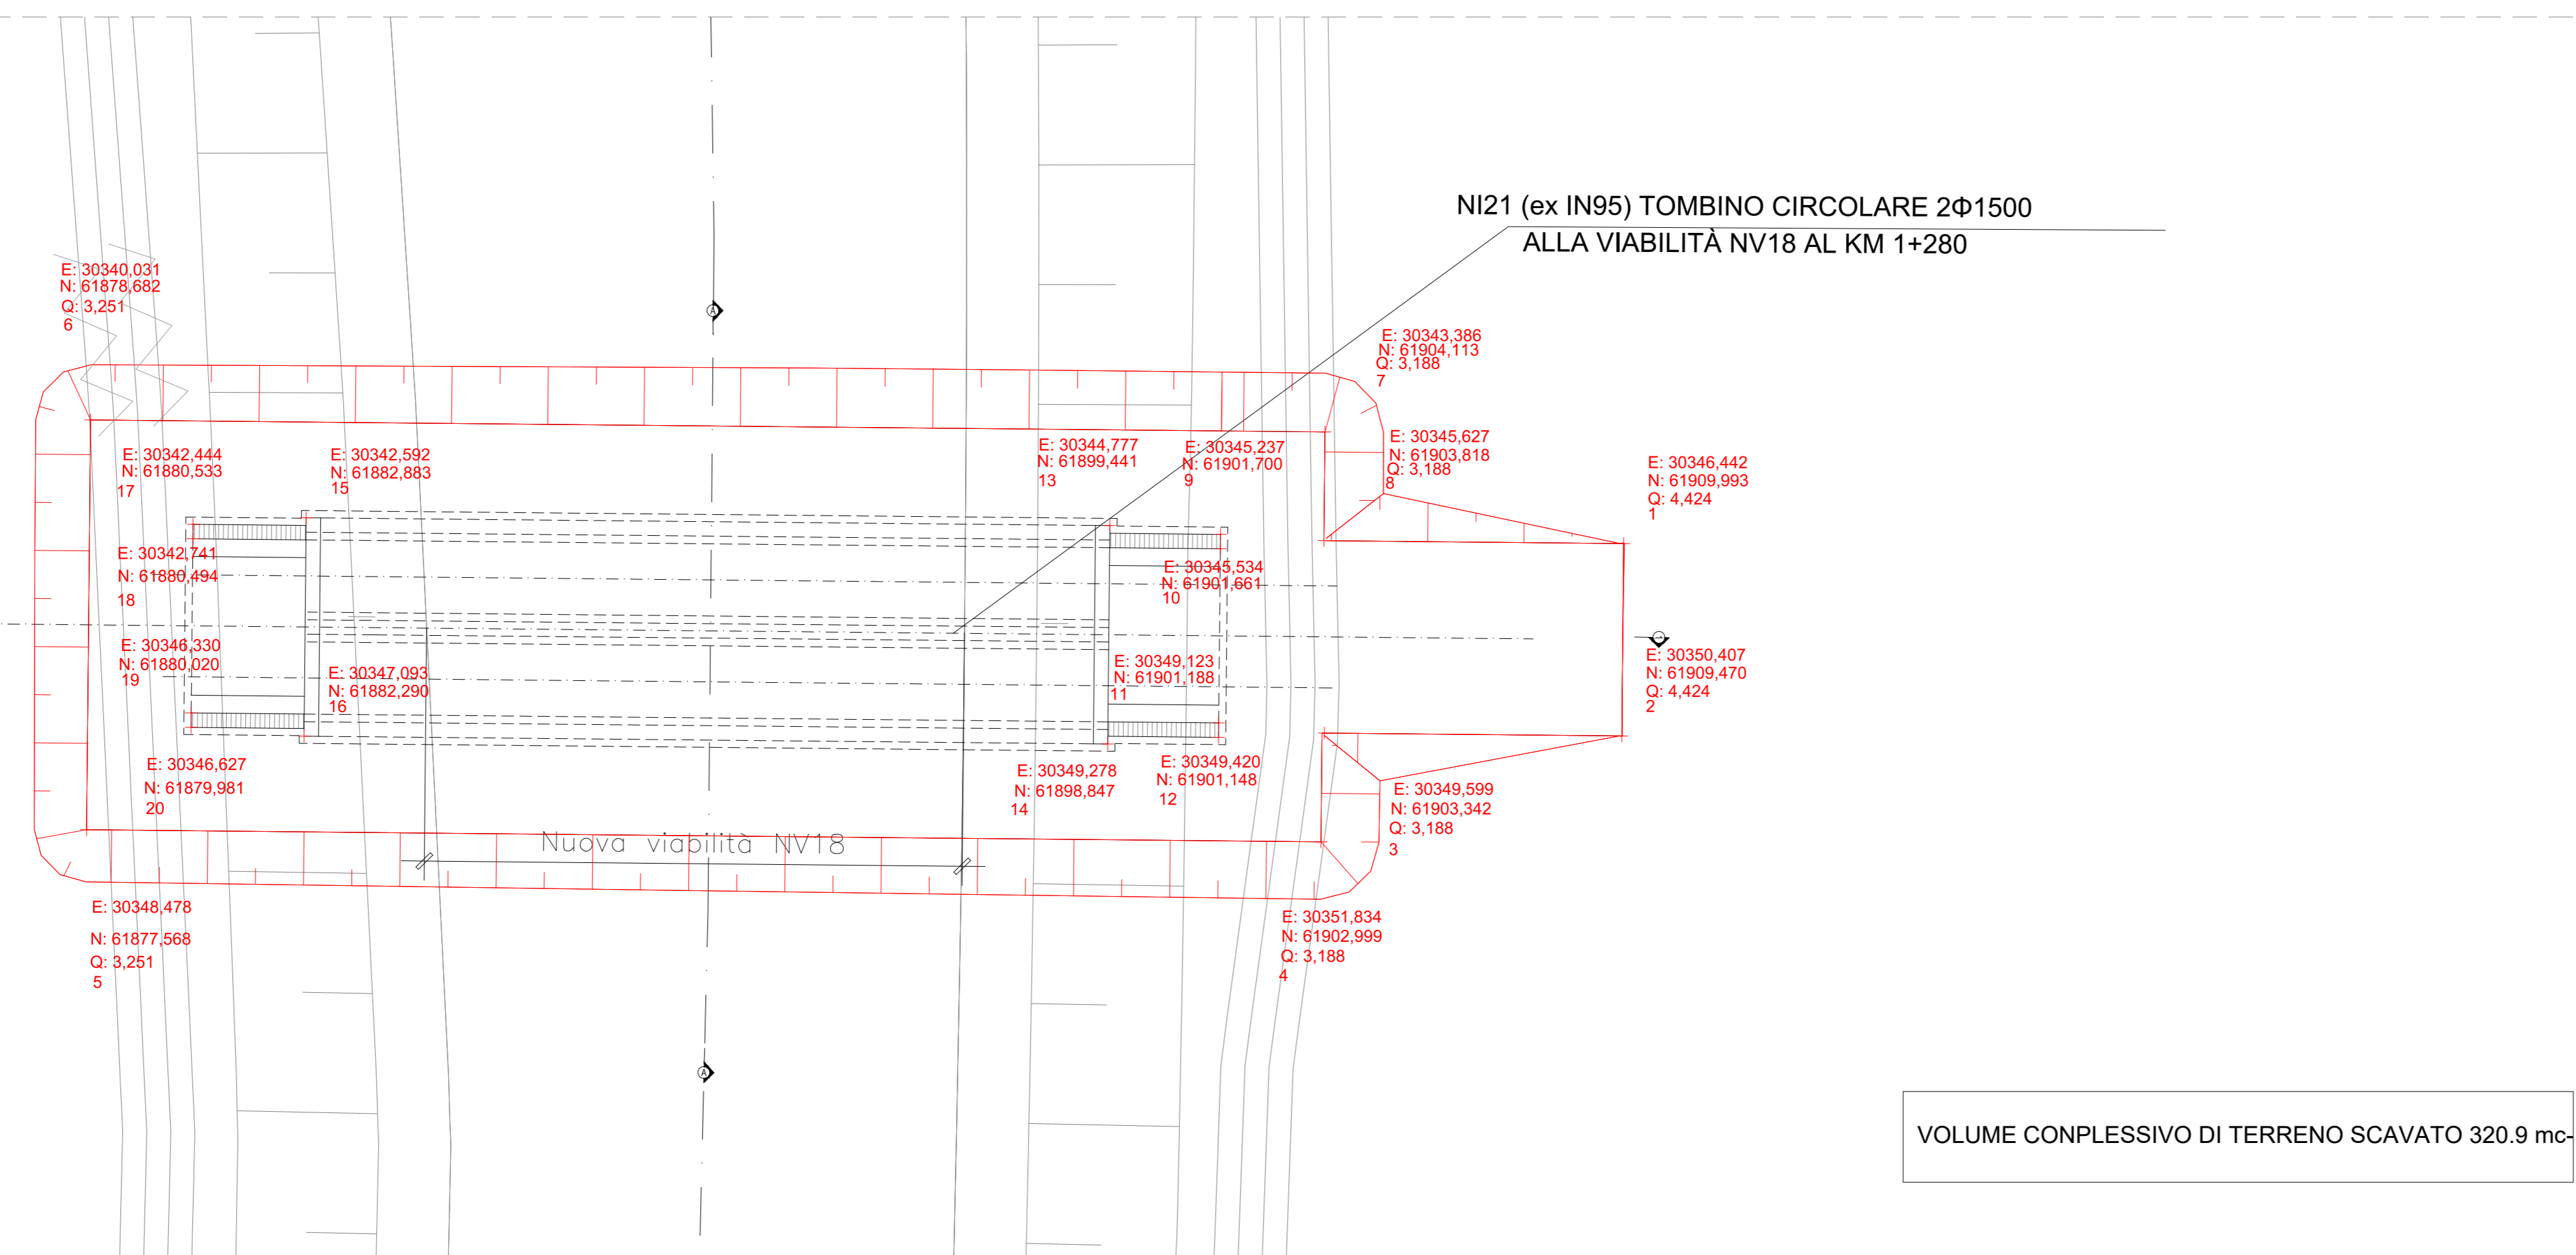 NI21 (ex IN95) TOMBINO CIRCOLARE 2Φ1500
ALLA VIABILITÀ NV18 AL KM 1+280
E: 30340,031
N: 61878,682
Q: 3,251
6
A
E: 30343,386
N: 61904,113
Q: 3,188
7
E: 30342,444
N: 61880,533
17
E: 30342,592
N: 61882,883
15
E: 30344,777
N: 61899,441
13
E: 30345,237
N: 61901,700
9
E: 30345,627
N: 61903,818
Q: 3,188
8
E: 30346,442
N: 61909,993
Q: 4,424
1
E: 30342,741
N: 61880,494
18
E: 30345,534
N: 61901,661
10
E: 30346,330
N: 61880,020
19
E: 30347,093
N: 61882,290
16
E: 30349,123
N: 61901,188
11
1
E: 30350,407
N: 61909,470
Q: 4,424
2
E: 30346,627
N: 61879,981
20
E: 30349,278
N: 61898,847
14
E: 30349,420
N: 61901,148
12
E: 30349,599
N: 61903,342
Q: 3,188
3
Nuova viabilità NV18
E: 30348,478
N: 61877,568
Q: 3,251
5
E: 30351,834
N: 61902,999
Q: 3,188
4
A
VOLUME CONPLESSIVO DI TERRENO SCAVATO 320.9 mc-